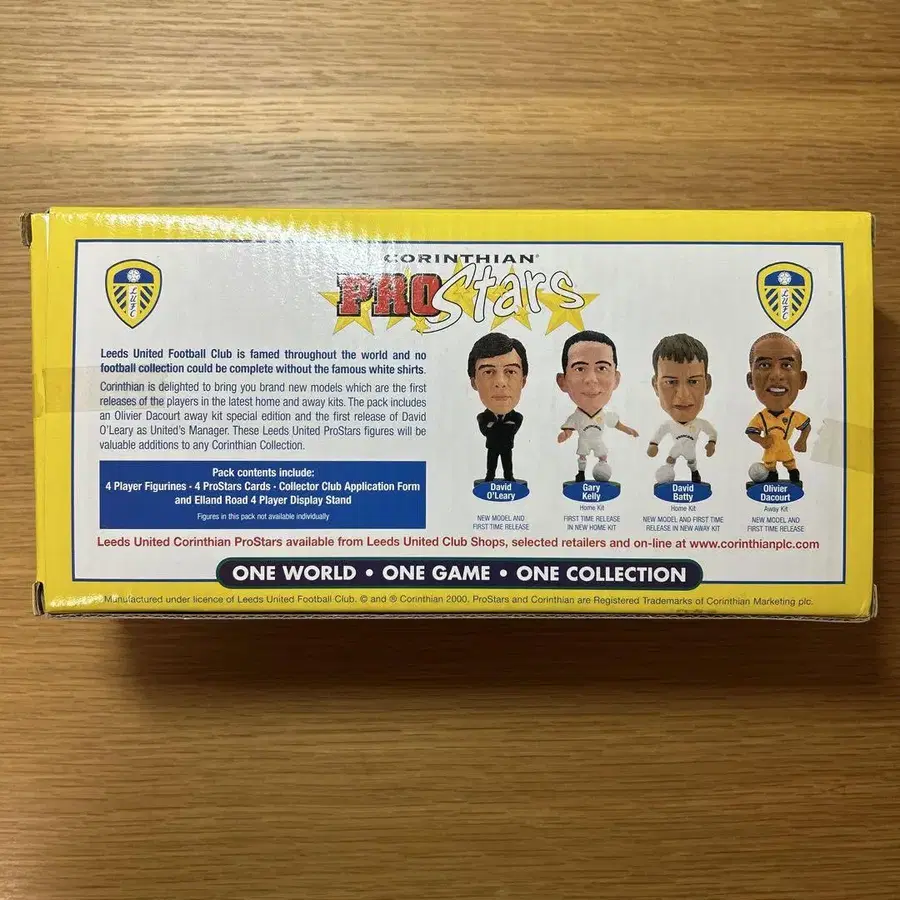 CORINTHIAN®
PROStars
LUFC
LUFC
Leeds United Football Club is famed throughout the world and no
football collection could be complete without the famous white shirts.
Corinthian is delighted to bring you brand new models which are the first
releases of the players in the latest home and away kits. The pack includes
an Olivier Dacourt away kit special edition and the first release of David
O'Leary as United's Manager. These Leeds United ProStars figures will be
valuable additions to any Corinthian Collection.
Pack contents include:
4 Player Figurines · 4 ProStars Cards · Collector Club Application Form
and Elland Road 4 Player Display Stand
Figures in this pack not available individually
David
O'Leary
NEW MODEL AND
FIRST TIME RELEASE
Gary
Kelly
Home Kit
FIRST TIME RELEASE
IN NEW HOME KIT
David
Batty
Home Kit
NEW MODEL AND FIRST TIME
RELEASE IN NEW AWAY KIT
Olivier
Dacourt
Away Kit
NEW MODEL AND
FIRST TIME RELEASE
Leeds United Corinthian ProStars available from Leeds United Club Shops, selected retailers and on-line at www.corinthianplc.com
ONE WORLD • ONE GAME • ONE COLLECTION
Manufactured under licence of Leeds United Football Club. © and ® Corinthian 2000. ProStars and Corinthian are Registered Trademarks of Corinthian Marketing plc.